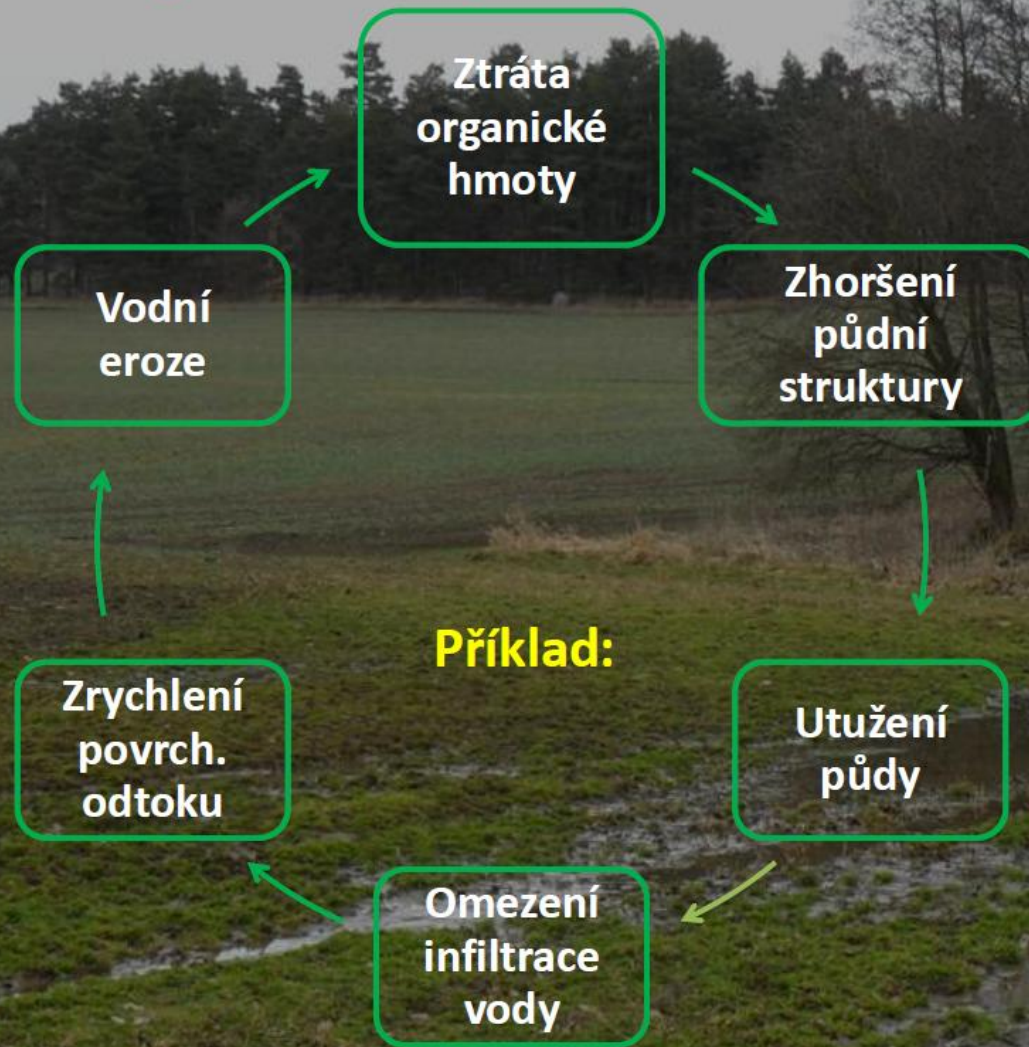 Ztráta
organické
hmoty
Zhoršení
půdní
struktury
Utužení
půdy
Omezení
infiltrace
vody
Zrychlení
povrch.
odtoku
Vodní
eroze
Příklad: